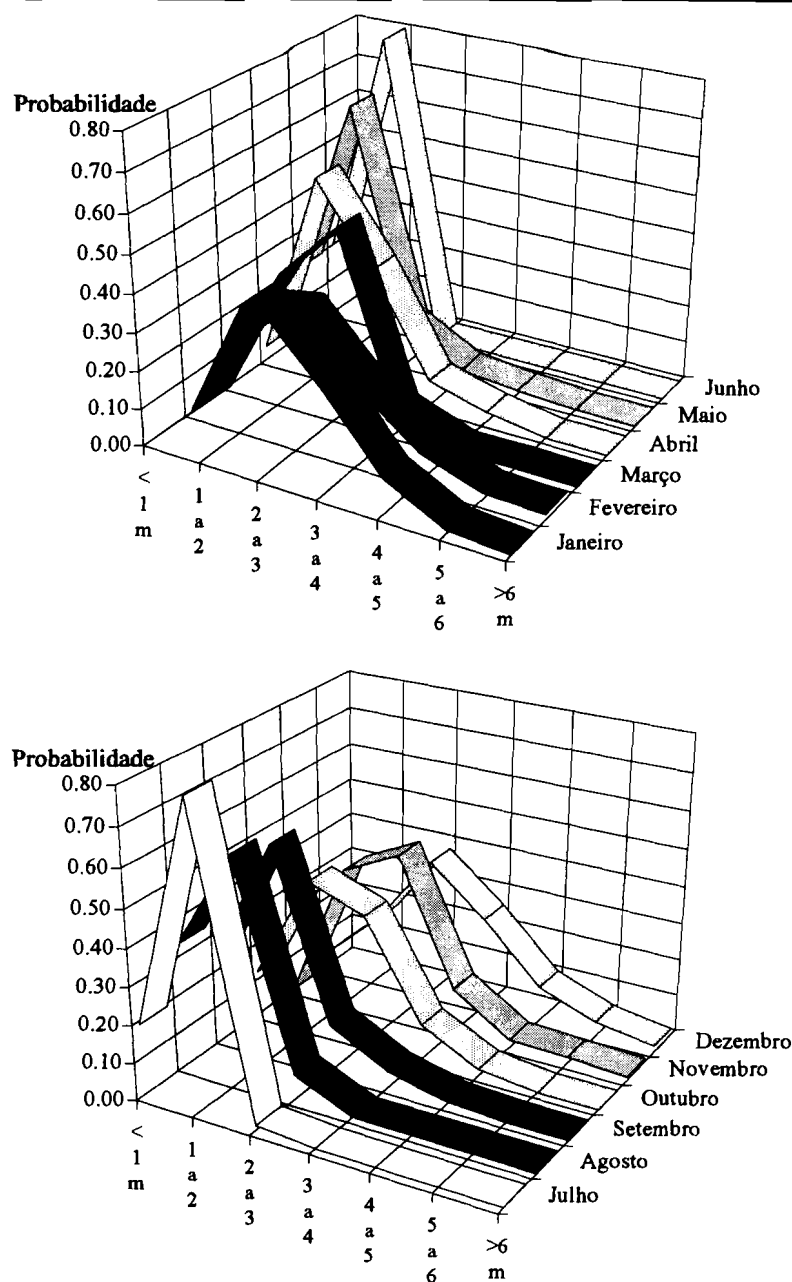 Probabilidade
0.80
0.70
0.60
0.50
0.40
0.30
0.20
0.10
0.00
<
1
m
1
a
2
2
a
3
3
a
4
4
a
5
5
a
6
>6
m
Junho
Maio
Abril
Março
Fevereiro
Janeiro
Probabilidade
0.80
0.70
0.60
0.50
0.40
0.30
0.20
0.10
0.00
<
1
m
1
a
2
2
a
3
3
a
4
4
a
5
5
a
6
>6
m
Dezembro
Novembro
Outubro
Setembro
Agosto
Julho